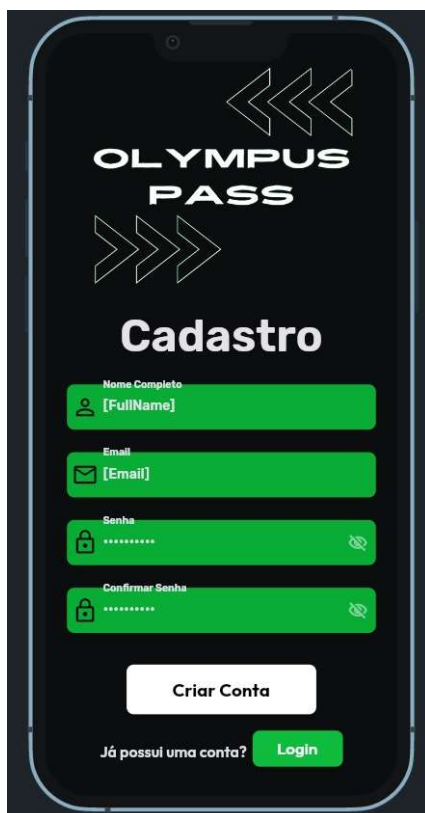 OLYMPUS
PASS
Cadastro
Nome Completo
[FullName]
Email
[Email]
Senha
••••••••••
Confirmar Senha
••••••••••
Criar Conta
Já possui uma conta? Login